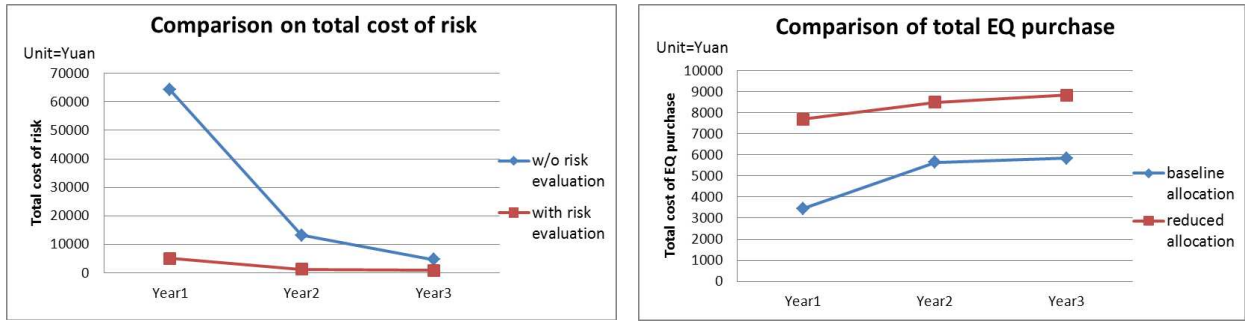 Comparison on total cost of risk
Unit=Yuan
Total cost of risk
70000
60000
50000
40000
30000
20000
10000
0
Year1 Year2 Year3
w/o risk
evaluation
with risk
evaluation
Comparison of total EQ purchase
Unit=Yuan
Total cost of EQ purchase
10000
9000
8000
7000
6000
5000
4000
3000
2000
1000
0
Year1 Year2 Year3
baseline
allocation
reduced
allocation